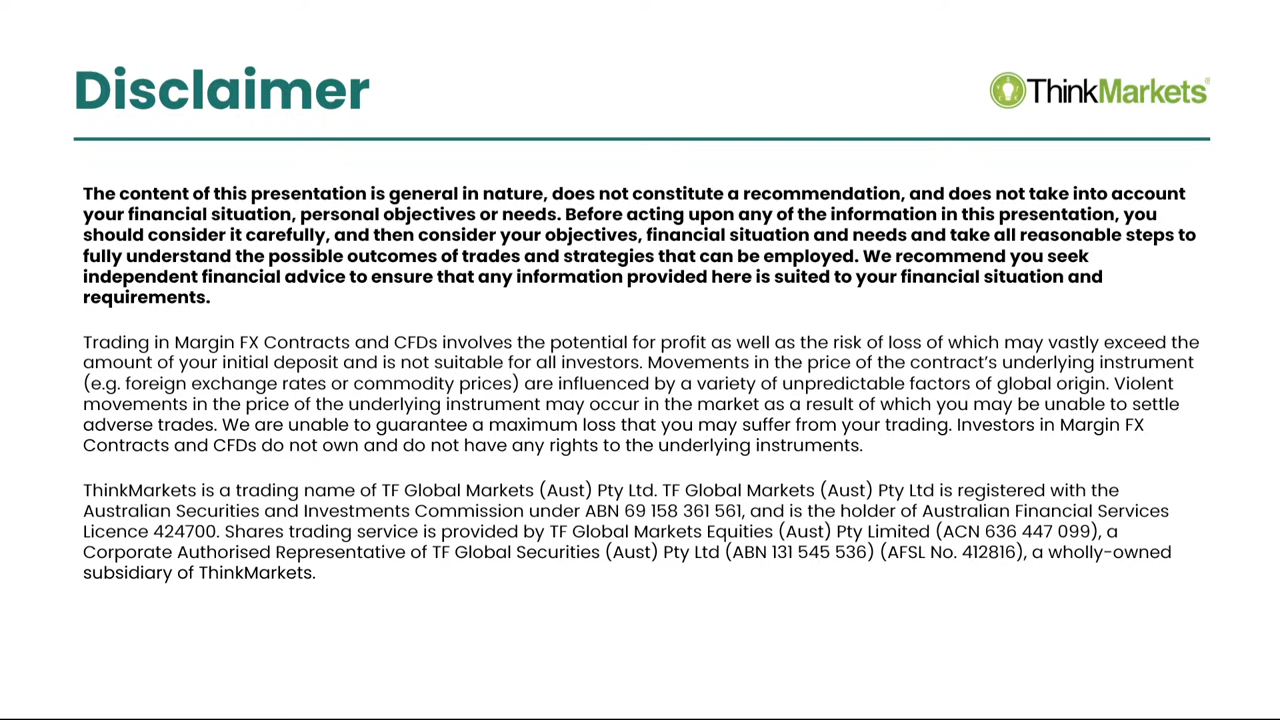 Disclaimer
ThinkMarkets
The content of this presentation is general in nature, does not constitute a recommendation, and does not take into account
your financial situation, personal objectives or needs. Before acting upon any of the information in this presentation, you
should consider it carefully, and then consider your objectives, financial situation and needs and take all reasonable steps to
fully understand the possible outcomes of trades and strategies that can be employed. We recommend you seek
independent financial advice to ensure that any information provided here is suited to your financial situation and
requirements.
Trading in Margin FX Contracts and CFDs involves the potential for profit as well as the risk of loss of which may vastly exceed the
amount of your initial deposit and is not suitable for all investors. Movements in the price of the contract’s underlying instrument
(e.g. foreign exchange rates or commodity prices) are influenced by a variety of unpredictable factors of global origin. Violent
movements in the price of the underlying instrument may occur in the market as a result of which you may be unable to settle
adverse trades. We are unable to guarantee a maximum loss that you may suffer from your trading. Investors in Margin FX
Contracts and CFDs do not own and do not have any rights to the underlying instruments.
ThinkMarkets is a trading name of TF Global Markets (Aust) Pty Ltd. TF Global Markets (Aust) Pty Ltd is registered with the
Australian Securities and Investments Commission under ABN 69 158 361 561, and is the holder of Australian Financial Services
Licence 424700. Shares trading service is provided by TF Global Markets Equities (Aust) Pty Limited (ACN 636 447 099), a
Corporate Authorised Representative of TF Global Securities (Aust) Pty Ltd (ABN 131 545 536) (AFSL No. 412816), a wholly-owned
subsidiary of ThinkMarkets.